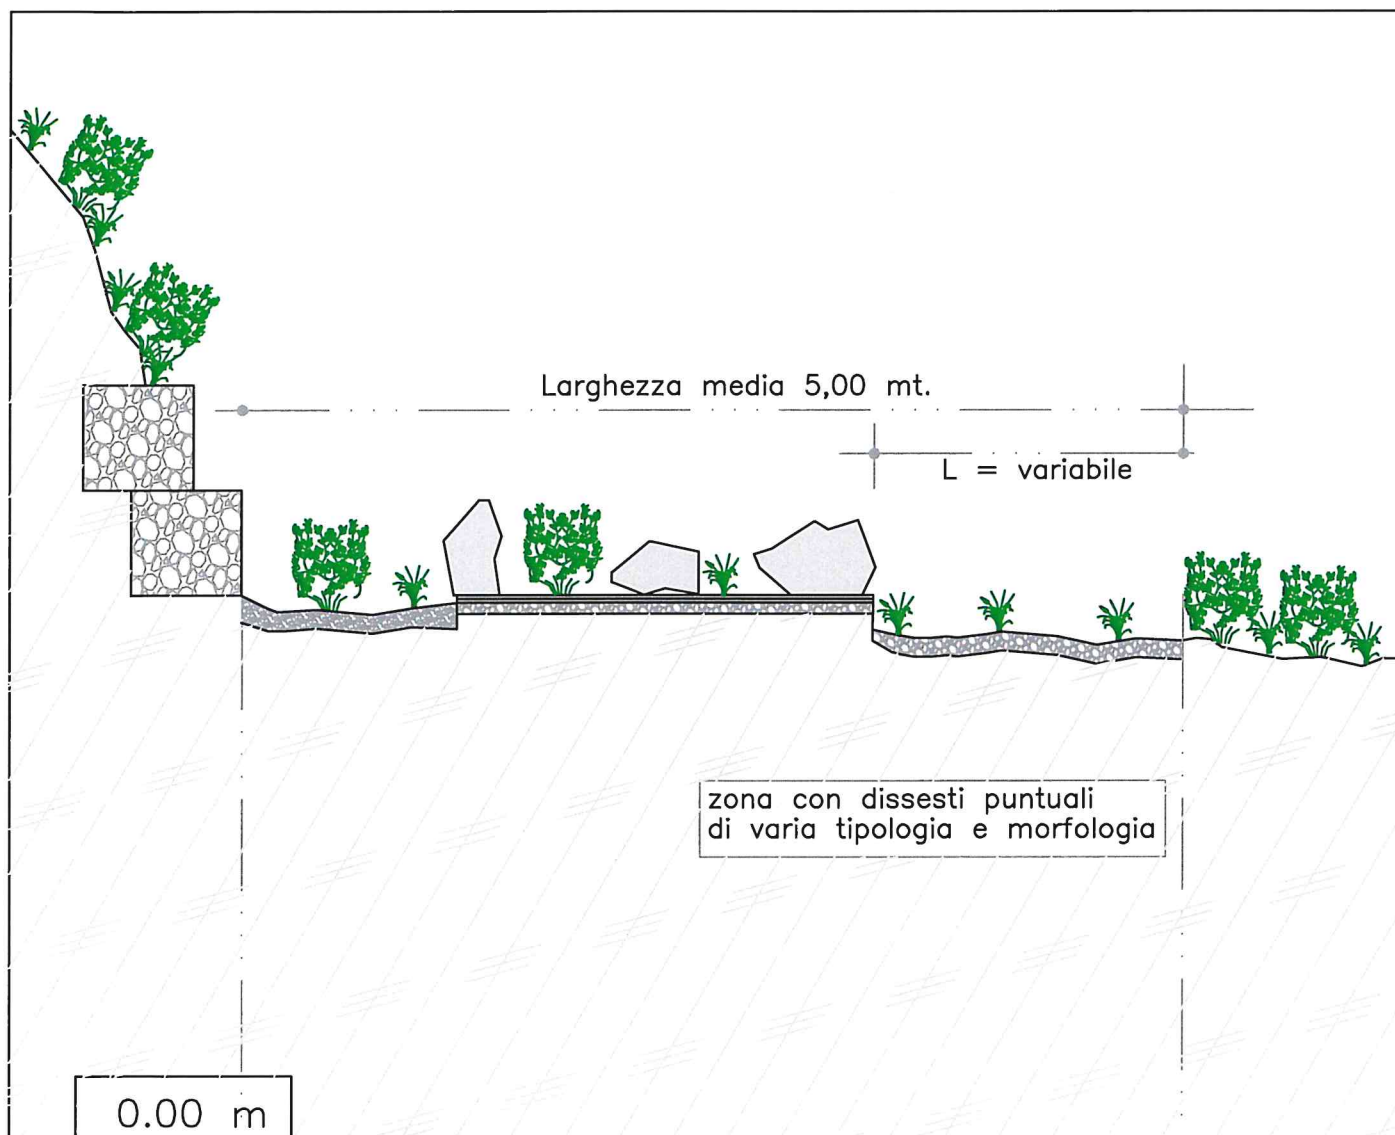 Larghezza media 5,00 mt.
L = variabile
zona con dissesti puntuali
di varia tipologia e morfologia
0.00 m